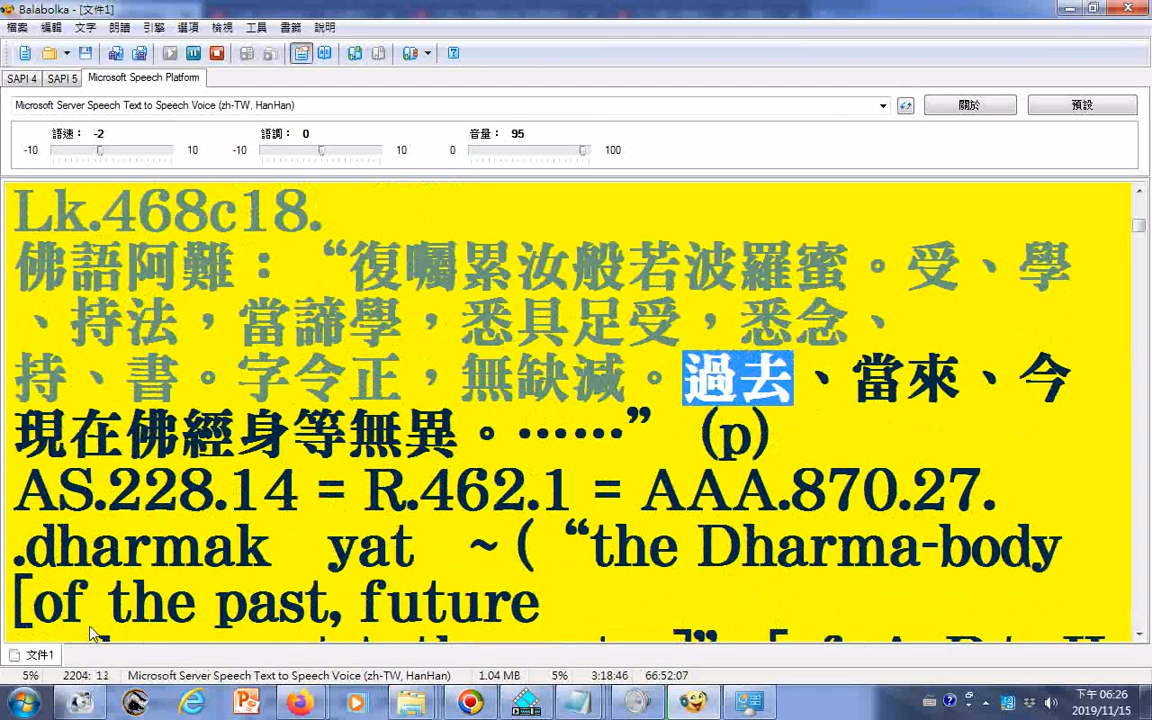 Balabolka - [文件1]
檔案 編輯 文字 朗讀 引擎 選項 檢視 工具 書籤 說明
SAPI 4 SAPI 5 Microsoft Speech Platform
Microsoft Server Speech Text to Speech Voice (zh-TW, HanHan) 關於 預設
語速： -2 語調： 0 音量： 95
-10 10 -10 10 0 100
Lk.468c18.
佛語阿難：“復囑累汝般若波羅蜜。受、學
、持法，當諦學，悉具足受，悉念、
持、書。字令正，無缺減。過去、當來、今
現在佛經身等無異。……” (p)
AS.228.14 = R.462.1 = AAA.870.27.
.dharmak yat ~ ( “the Dharma-body
[of the past, future
文件1
5% 2204: 11 Microsoft Server Speech Text to Speech Voice (zh-TW, HanHan) 1.04 MB 5% 3:18:46 66:52:07
下午 06:26
2019/11/15